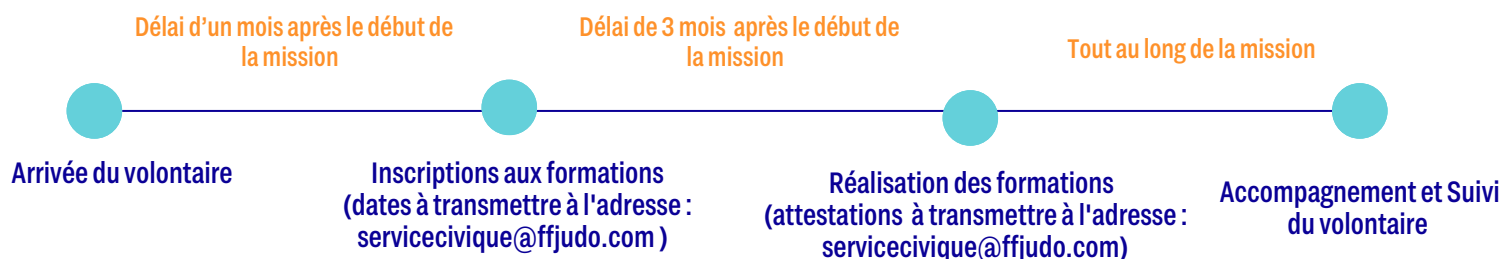 Délai d’un mois après le début de
la mission
Délai de 3 mois après le début de
la mission
Tout au long de la mission
Arrivée du volontaire
Inscriptions aux formations
(dates à transmettre à l'adresse :
servicecivique@ffjudo.com )
Réalisation des formations
(attestations à transmettre à l'adresse :
servicecivique@ffjudo.com)
Accompagnement et Suivi
du volontaire